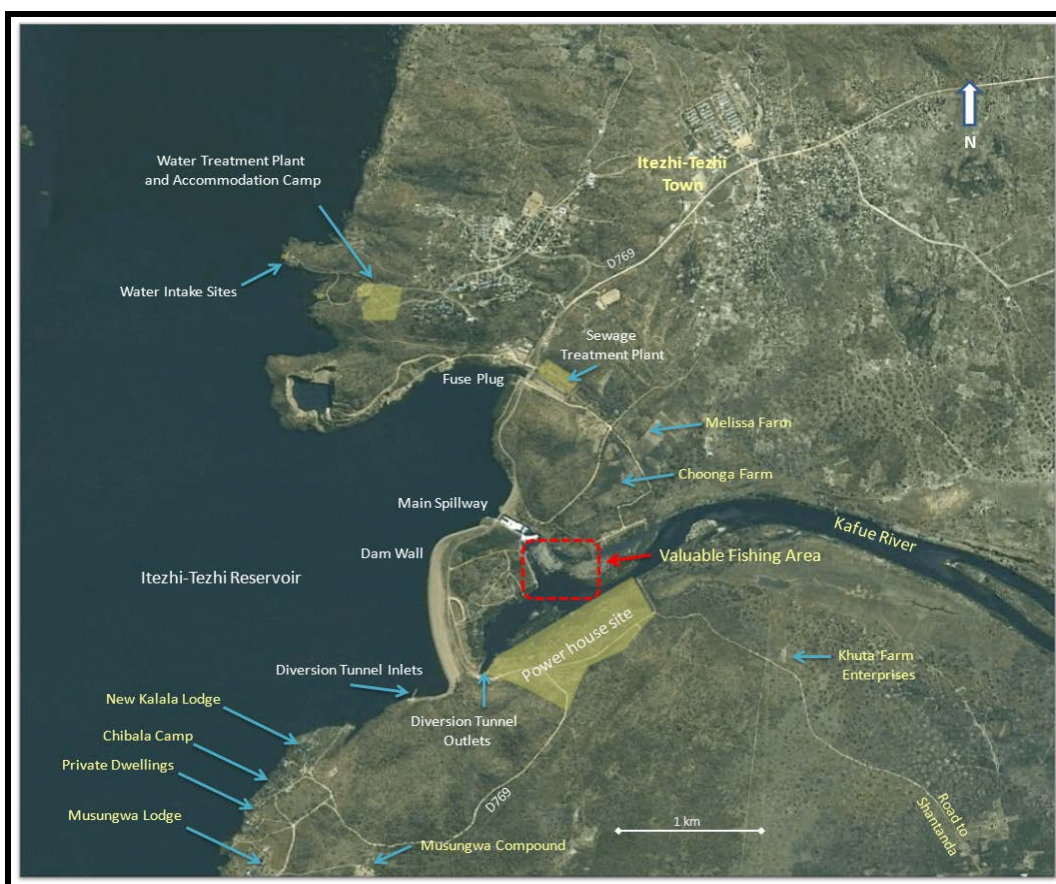 N
Water Treatment Plant
and Accommodation Camp
Itezhi-Tezhi
Town
D769
Water Intake Sites
Sewage
Treatment Plant
Fuse Plug
Melissa Farm
Choonga Farm
Main Spillway
Kafue River
Dam Wall
Valuable Fishing Area
Itezhi-Tezhi Reservoir
Power house site
Khuta Farm
Enterprises
Diversion Tunnel Inlets
New Kalala Lodge
Diversion Tunnel
Outlets
Chibala Camp
Private Dwellings
D769
Road to
Shantanda
Musungwa Lodge
1 km
Musungwa Compound